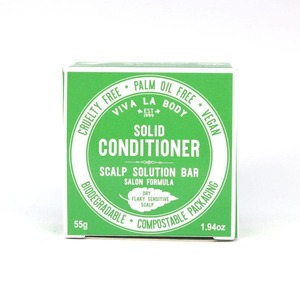 CRUELTY FREE • PALM OIL FREE • VEGAN
VIVA LA BODY
EST
SOLID
CONDITIONER
SCALP SOLUTION BAR
SALON FORMULA
DRY
FLAKY SENSITIVE
SCALP
BIODEGRADABLE • COMPOSTABLE PACKAGING
55g
1.94oz